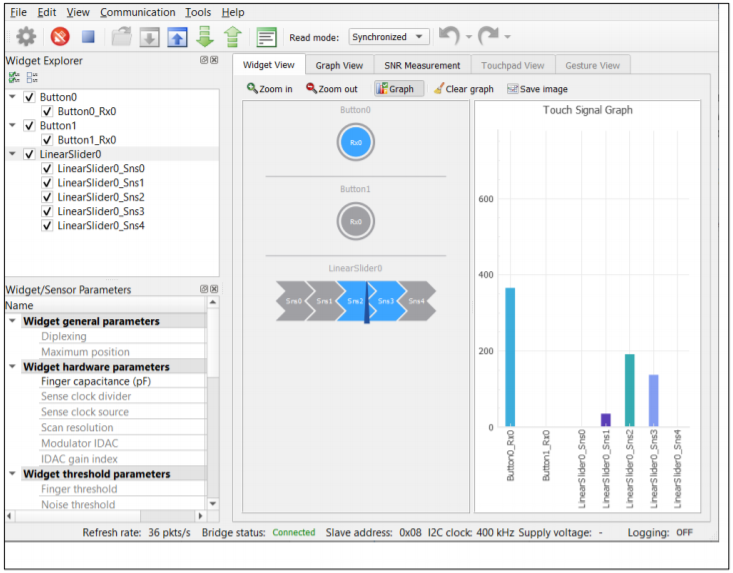 File Edit View Communication Tools Help
Read mode: Synchronized
Widget Explorer
Button0
Button0_Rx0
Button1
Button1_Rx0
LinearSlider0
LinearSlider0_Sns0
LinearSlider0_Sns1
LinearSlider0_Sns2
LinearSlider0_Sns3
LinearSlider0_Sns4
Widget/Sensor Parameters
Name
Widget general parameters
Diplexing
Maximum position
Widget hardware parameters
Finger capacitance (pF)
Sense clock divider
Sense clock source
Scan resolution
Modulator IDAC
IDAC gain index
Widget threshold parameters
Finger threshold
Noise threshold
Widget View Graph View SNR Measurement Touchpad View Gesture View
Zoom in Zoom out Graph Clear graph Save image
Button0
Rx0
Button1
Rx0
LinearSlider0
Sns0 Sns1 Sns2 Sns3 Sns4
Touch Signal Graph
600
400
200
0
Button0_Rx0
Button1_Rx0
LinearSlider0_Sns0
LinearSlider0_Sns1
LinearSlider0_Sns2
LinearSlider0_Sns3
LinearSlider0_Sns4
Refresh rate: 36 pkts/s Bridge status: Connected Slave address: 0x08 I2C clock: 400 kHz Supply voltage: - Logging: OFF